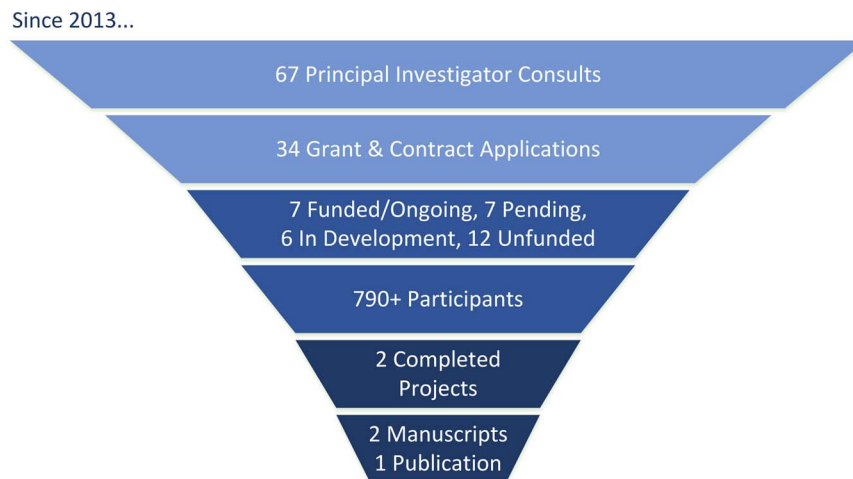 Since 2013...
67 Principal Investigator Consults
34 Grant & Contract Applications
7 Funded/Ongoing, 7 Pending,
6 In Development, 12 Unfunded
790+ Participants
2 Completed
Projects
2 Manuscripts
1 Publication